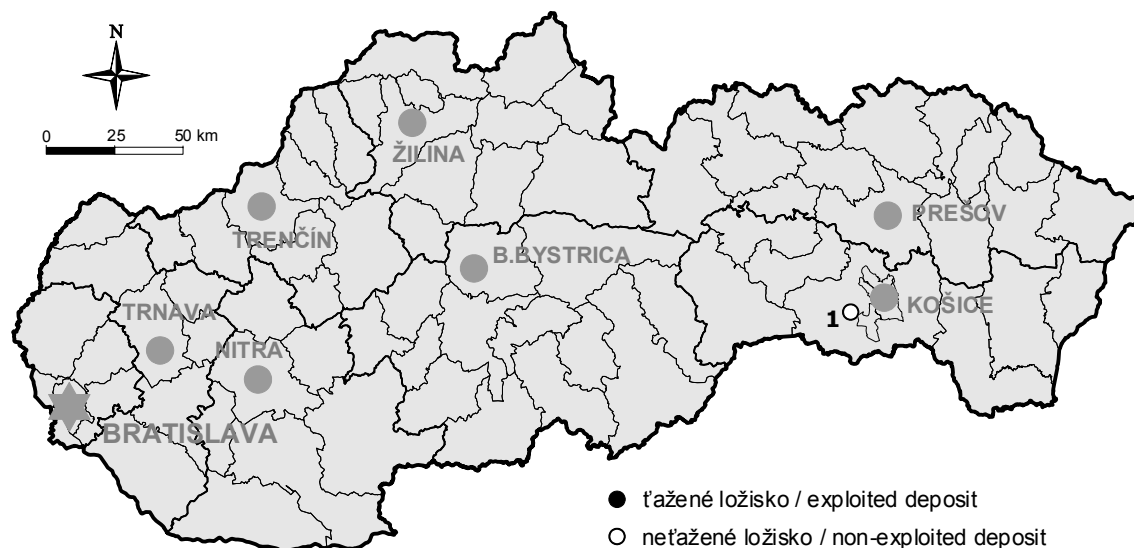 N
0 25 50 km
ŽILINA
PREŠOV
TRENČÍN
B.BYSTRICA
KOŠICE
1
TRNAVA
NITRA
BRATISLAVA
ťažené ložisko / exploited deposit
neťažené ložisko / non-exploited deposit